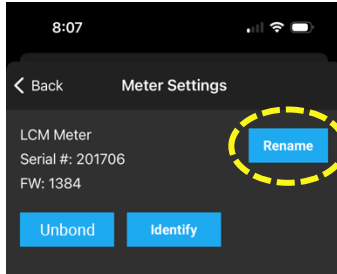 8:07
Back Meter Settings
LCM Meter
Rename
Serial #: 201706
FW: 1384
Unbond Identify